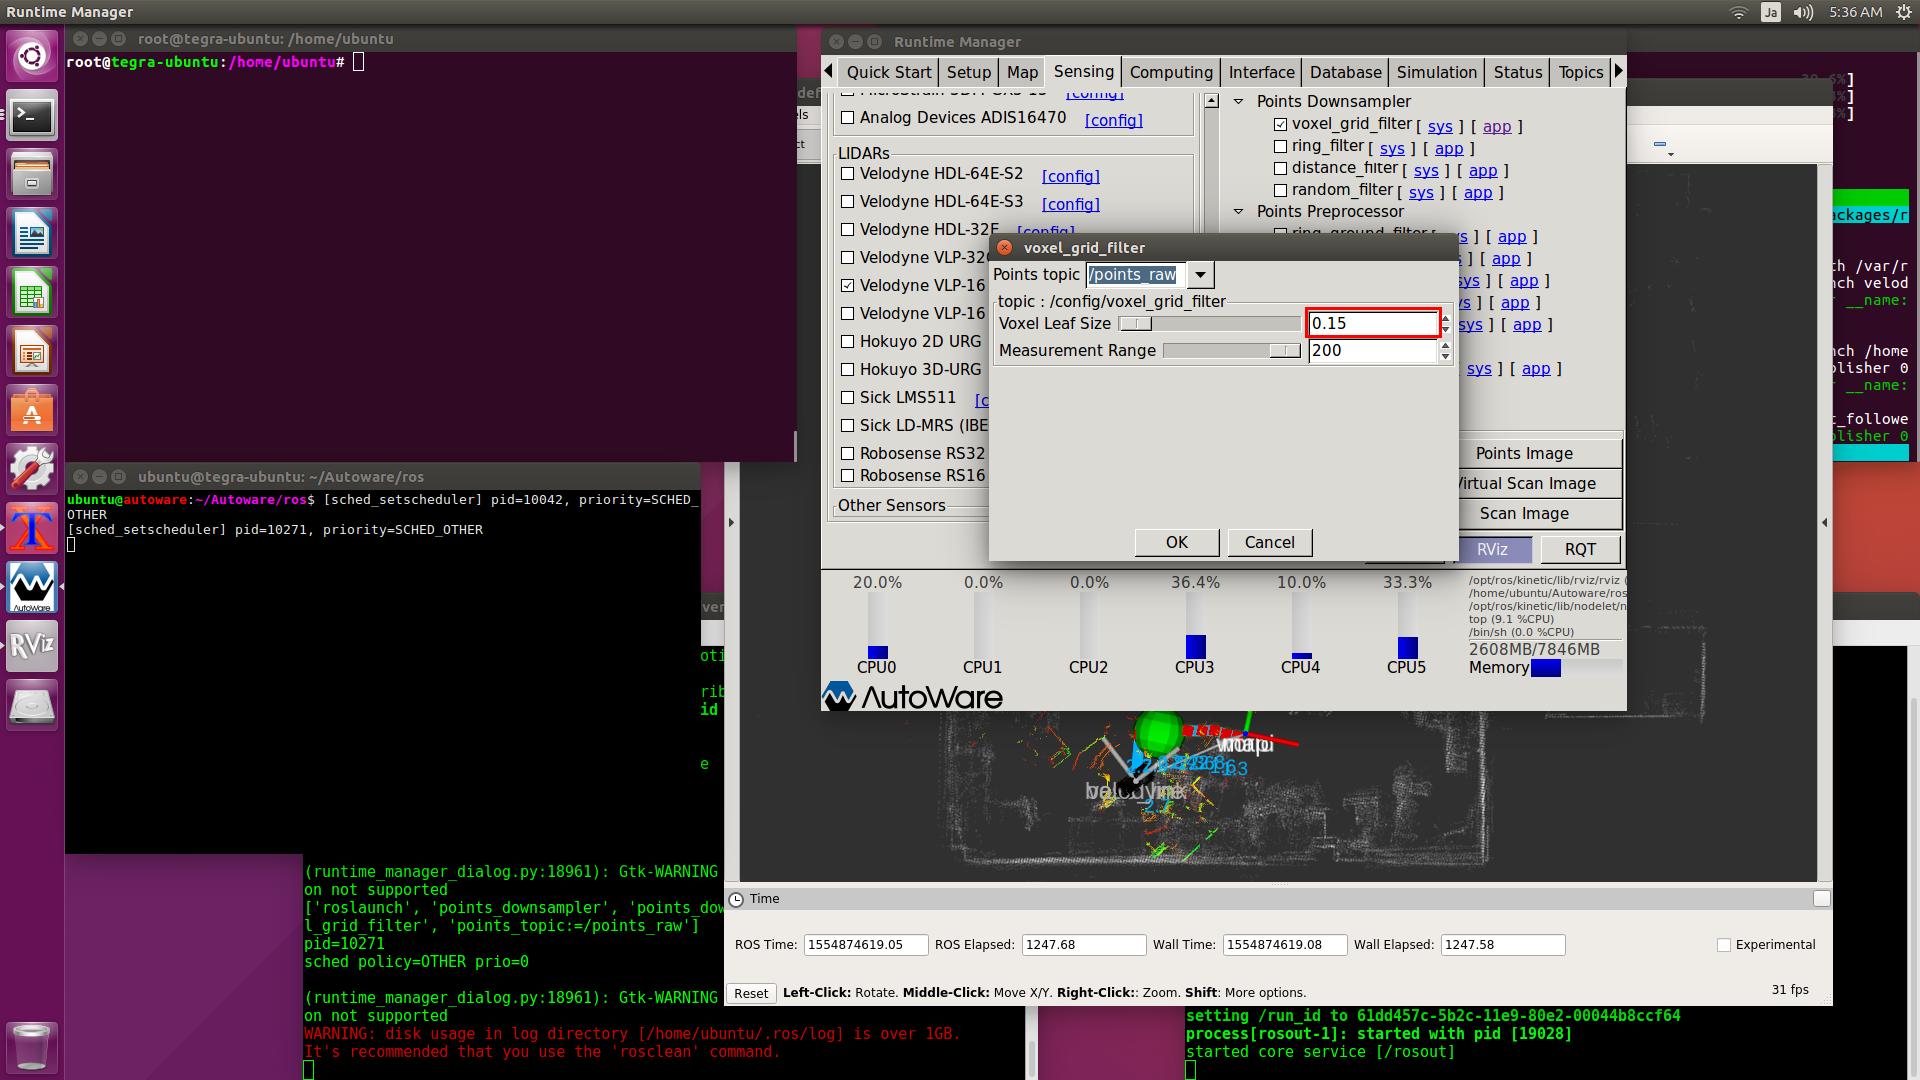 Runtime Manager
Ja
5:36 AM
root@tegra-ubuntu: /home/ubuntu
root@tegra-ubuntu:/home/ubuntu#
ubuntu@tegra-ubuntu: ~/Autoware/ros
ubuntu@autoware:~/Autoware/ros$ [sched_setscheduler] pid=10042, priority=SCHED_
OTHER
[sched_setscheduler] pid=10271, priority=SCHED_OTHER
Runtime Manager
Quick Start Setup Map Sensing Computing Interface Database Simulation Status Topics
Analog Devices ADIS16470 [config]
LIDARs
Velodyne HDL-64E-S2 [config]
Velodyne HDL-64E-S3 [config]
Velodyne HDL-32E [config]
Velodyne VLP-32C
Velodyne VLP-16
Velodyne VLP-16
Hokuyo 2D URG
Hokuyo 3D-URG
Sick LMS511 [c
Sick LD-MRS (IBE
Robosense RS32
Robosense RS16
Other Sensors
Points Downsampler
voxel_grid_filter [ sys ] [ app ]
ring_filter [ sys ] [ app ]
distance_filter [ sys ] [ app ]
random_filter [ sys ] [ app ]
Points Preprocessor
ring_ground_filter [ sys ] [ app ]
] [ app ]
sys ] [ app ]
s ] [ app ]
sys ] [ app ]
sys ] [ app ]
voxel_grid_filter
Points topic /points_raw
topic : /config/voxel_grid_filter
Voxel Leaf Size 0.15
Measurement Range 200
OK Cancel
Points Image
Virtual Scan Image
Scan Image
RViz RQT
20.0% 0.0% 0.0% 36.4% 10.0% 33.3%
CPU0 CPU1 CPU2 CPU3 CPU4 CPU5
/opt/ros/kinetic/lib/rviz/rviz (
/home/ubuntu/Autoware/ros
/opt/ros/kinetic/lib/nodelet/n
top (9.1 %CPU)
/bin/sh (0.0 %CPU)
2608MB/7846MB
Memory
AutoWare
ackages/r
th /var/r
nch velod
r __name:
nch /home
olisher 0
r __name:
t_followe
olisher 0
AutoWare
RViz
(runtime_manager_dialog.py:18961): Gtk-WARNING
on not supported
['roslaunch', 'points_downsampler', 'points_dow
l_grid_filter', 'points_topic:=/points_raw']
pid=10271
sched policy=OTHER prio=0
(runtime_manager_dialog.py:18961): Gtk-WARNING
on not supported
WARNING: disk usage in log directory [/home/ubuntu/.ros/log] is over 1GB.
It's recommended that you use the 'rosclean' command.
Time
ROS Time: 1554874619.05 ROS Elapsed: 1247.68 Wall Time: 1554874619.08 Wall Elapsed: 1247.58 Experimental
Reset Left-Click: Rotate. Middle-Click: Move X/Y. Right-Click:: Zoom. Shift: More options.
31 fps
setting /run_id to 61dd457c-5b2c-11e9-80e2-00044b8ccf64
process[rosout-1]: started with pid [19028]
started core service [/rosout]